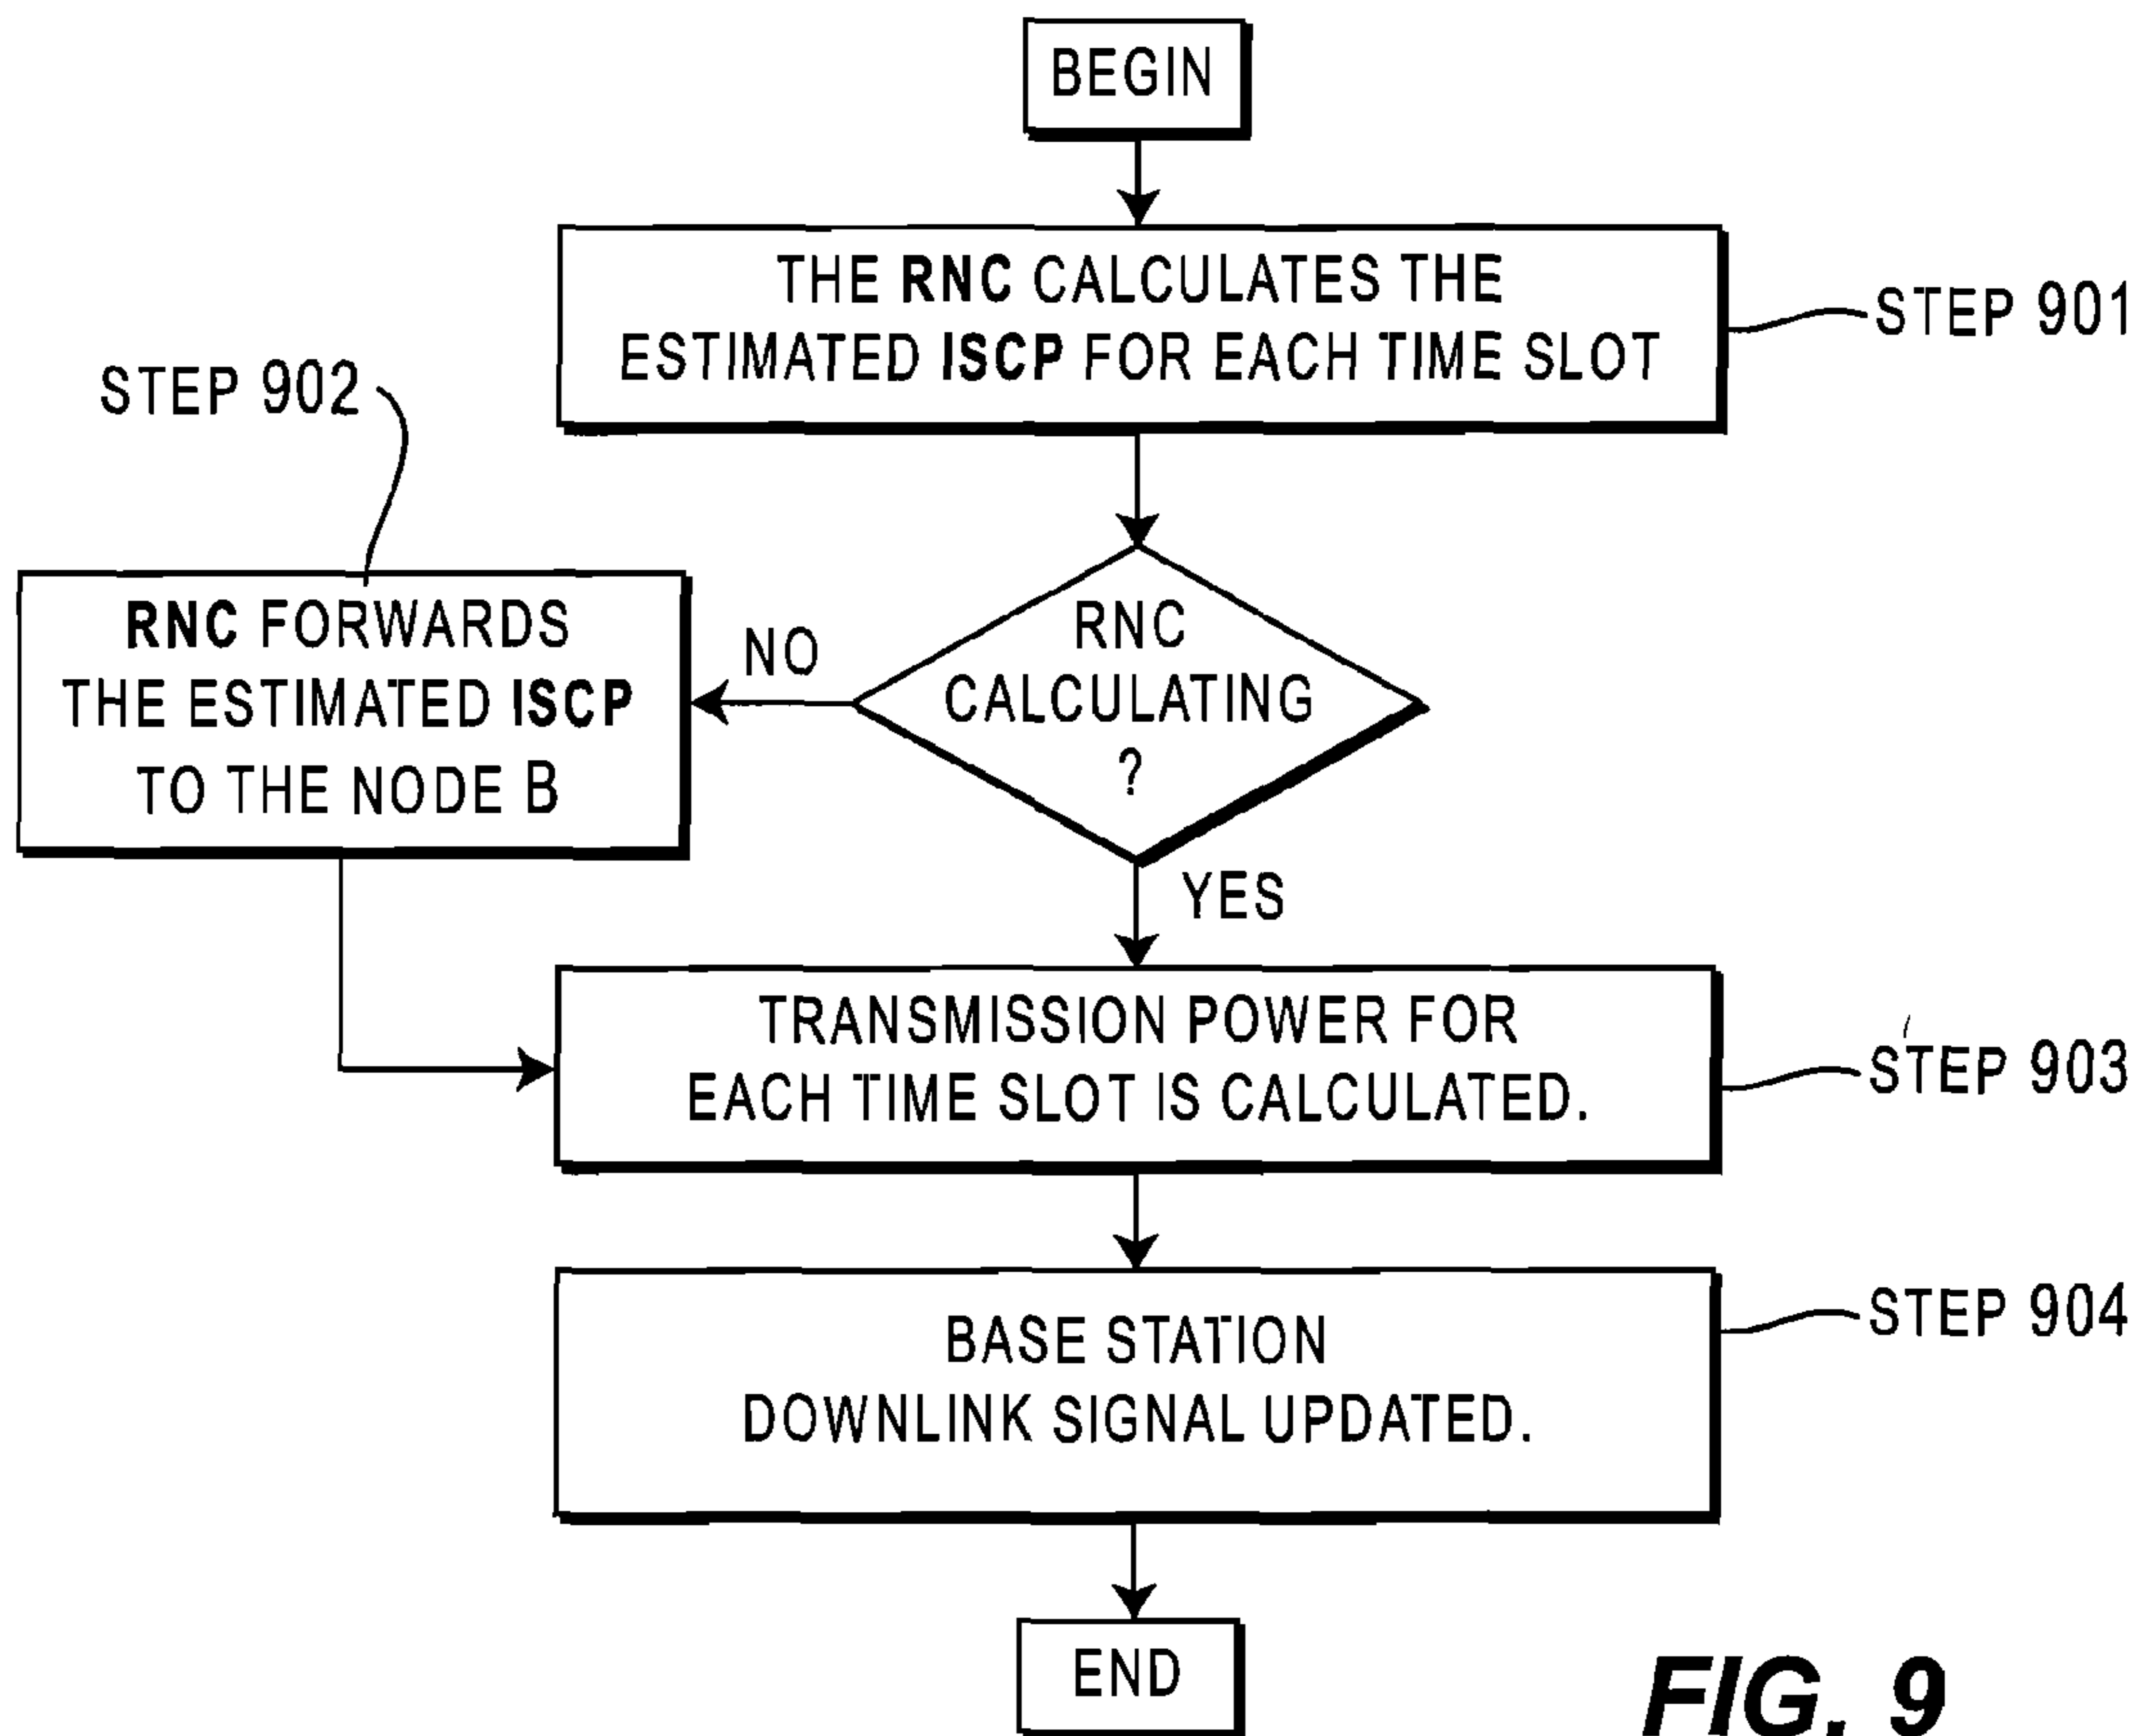 BEGIN
THE RNC CALCULATES THE
ESTIMATED ISCP FOR EACH TIME SLOT
STEP 901
STEP 902
RNC FORWARDS
THE ESTIMATED ISCP
TO THE NODE B
NO
RNC
CALCULATING
?
YES
TRANSMISSION POWER FOR
EACH TIME SLOT IS CALCULATED.
STEP 903
BASE STATION
DOWNLINK SIGNAL UPDATED.
STEP 904
END
FIG. 9